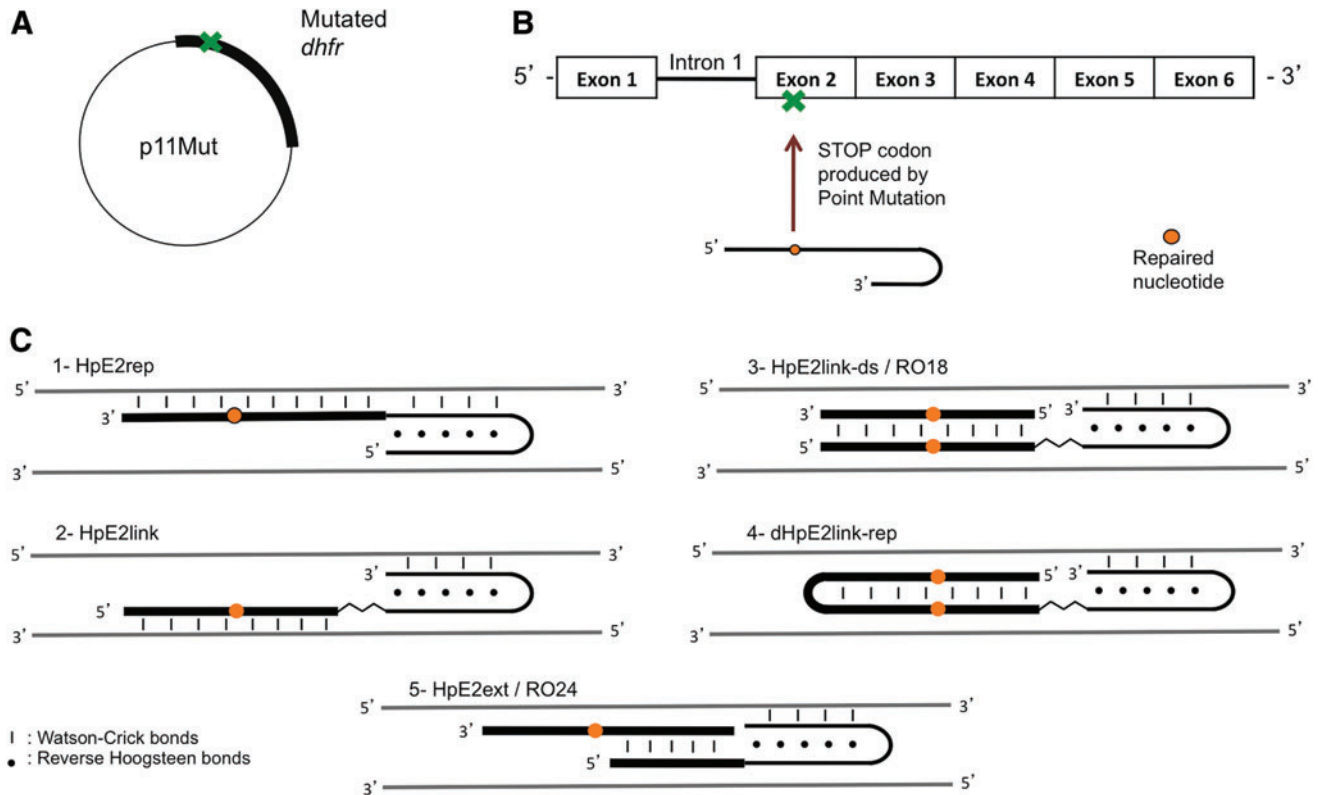 A
Mutated
dhfr
p11Mut
B
5’ - Exon 1 Intron 1 Exon 2 Exon 3 Exon 4 Exon 5 Exon 6 - 3’
STOP codon
produced by
Point Mutation
5’
3’
Repaired
nucleotide
C
1- HpE2rep
5’ 3’
3’
5’
3’ 5’
2- HpE2link
5’ 3’
3’
5’
3’ 5’
3- HpE2link-ds / RO18
5’ 3’
3’ 5’ 3’
5’
3’ 5’
4- dHpE2link-rep
5’ 3’
5’ 3’
3’ 5’
5- HpE2ext / RO24
5’ 3’
3’
5’
3’ 5’
| : Watson-Crick bonds
• : Reverse Hoogsteen bonds